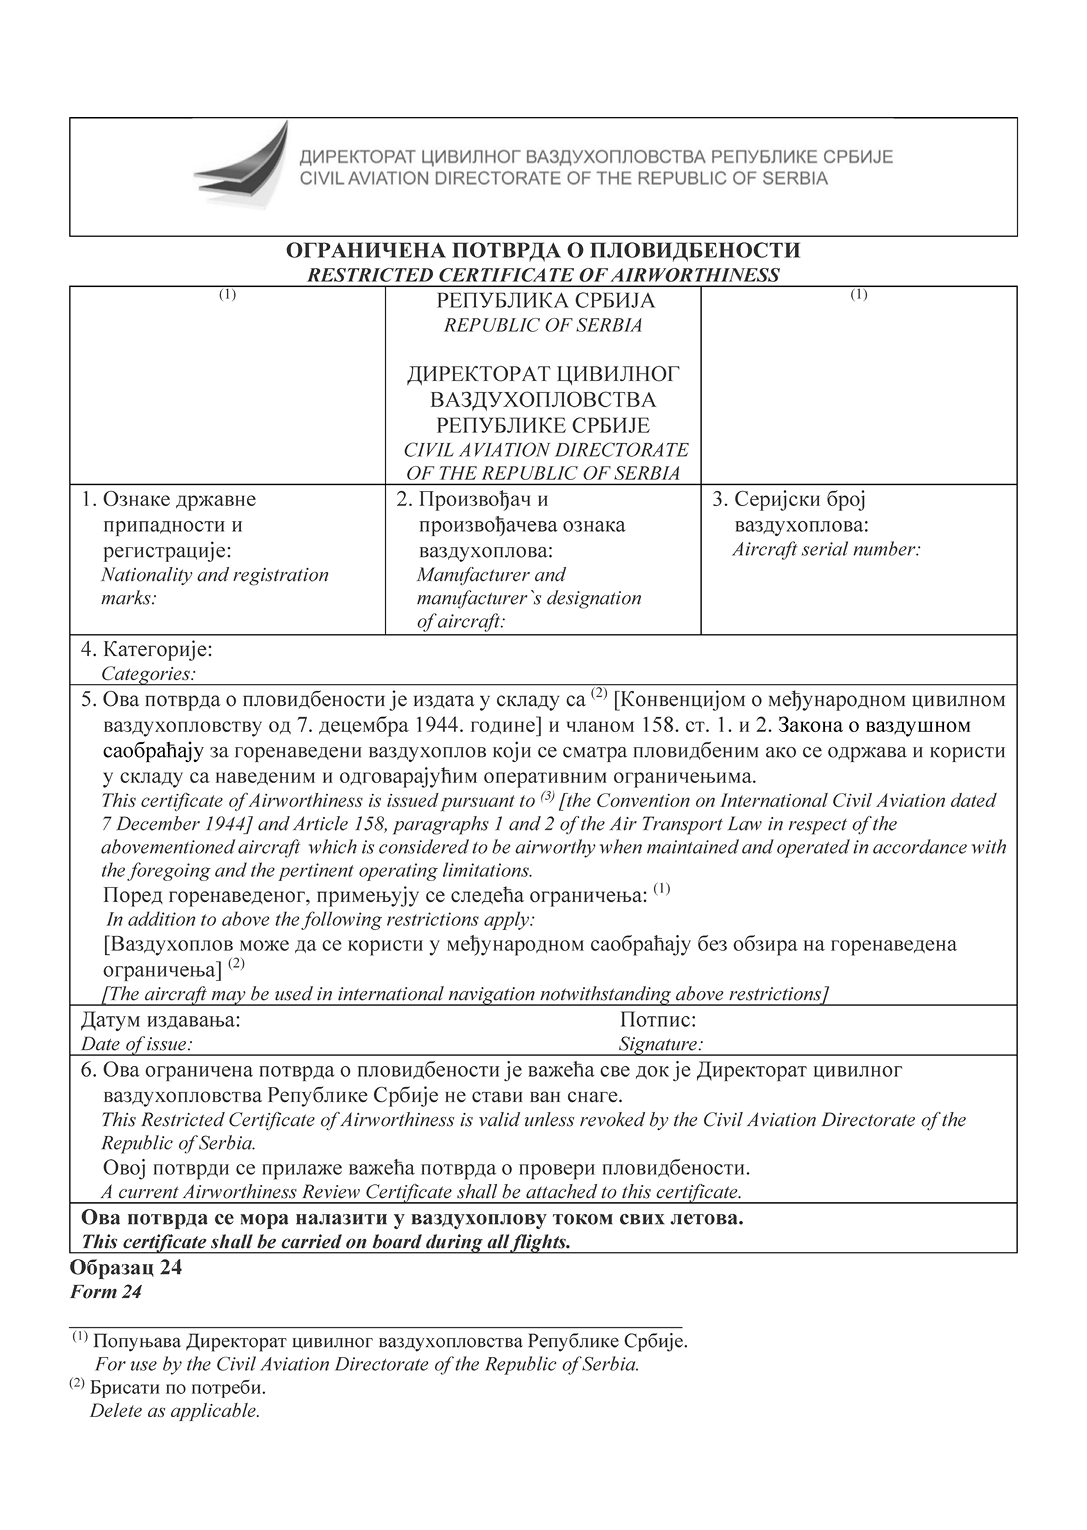 ДИРЕКТОРАТ ЦИВИЛНОГ ВАЗДУХОПЛОВСТВА РЕПУБЛИКЕ СРБИЈЕ
CIVIL AVIATION DIRECTORATE OF THE REPUBLIC OF SERBIA
ОГРАНИЧЕНА ПОТВРДА О ПЛОВИДБЕНОСТИ
RESTRICTED CERTIFICATE OF AIRWORTHINESS
(1)
РЕПУБЛИКА СРБИЈА
REPUBLIC OF SERBIA
ДИРЕКТОРАТ ЦИВИЛНОГ
ВАЗДУХОПЛОВСТВА
РЕПУБЛИКЕ СРБИЈЕ
CIVIL AVIATION DIRECTORATE
OF THE REPUBLIC OF SERBIA
(1)
1. Ознаке државне
припадности и
регистрације:
Nationality and registration
marks:
2. Произвођач и
произвођачева ознака
ваздухоплова:
Manufacturer and
manufacturer`s designation
of aircraft:
3. Серијски број
ваздухоплова:
Aircraft serial number:
4. Категорије:
Categories:
5. Ова потврда о пловидбености је издата у складу са (2) [Конвенцијом о међународном цивилном
ваздухопловству од 7. децембра 1944. године] и чланом 158. ст. 1. и 2. Закона о ваздушном
саобраћају за горенаведени ваздухоплов који се сматра пловидбеним ако се одржава и користи
у складу са наведеним и одговарајућим оперативним ограничењима.
This certificate of Airworthiness is issued pursuant to (3) [the Convention on International Civil Aviation dated
7 December 1944] and Article 158, paragraphs 1 and 2 of the Air Transport Law in respect of the
abovementioned aircraft which is considered to be airworthy when maintained and operated in accordance with
the foregoing and the pertinent operating limitations.
Поред горенаведеног, примењују се следећа ограничења: (1)
In addition to above the following restrictions apply:
[Ваздухоплов може да се користи у међународном саобраћају без обзира на горенаведена
ограничења] (2)
[The aircraft may be used in international navigation notwithstanding above restrictions]
Датум издавања: Потпис:
Date of issue: Signature:
6. Ова ограничена потврда о пловидбености је важећа све док је Директорат цивилног
ваздухопловства Републике Србије не стави ван снаге.
This Restricted Certificate of Airworthiness is valid unless revoked by the Civil Aviation Directorate of the
Republic of Serbia.
Овој потврди се прилаже важећа потврда о провери пловидбености.
A current Airworthiness Review Certificate shall be attached to this certificate.
Ова потврда се мора налазити у ваздухоплову током свих летова.
This certificate shall be carried on board during all flights.
Образац 24
Form 24
(1) Попуњава Директорат цивилног ваздухопловства Републике Србије.
For use by the Civil Aviation Directorate of the Republic of Serbia.
(2) Брисати по потреби.
Delete as applicable.